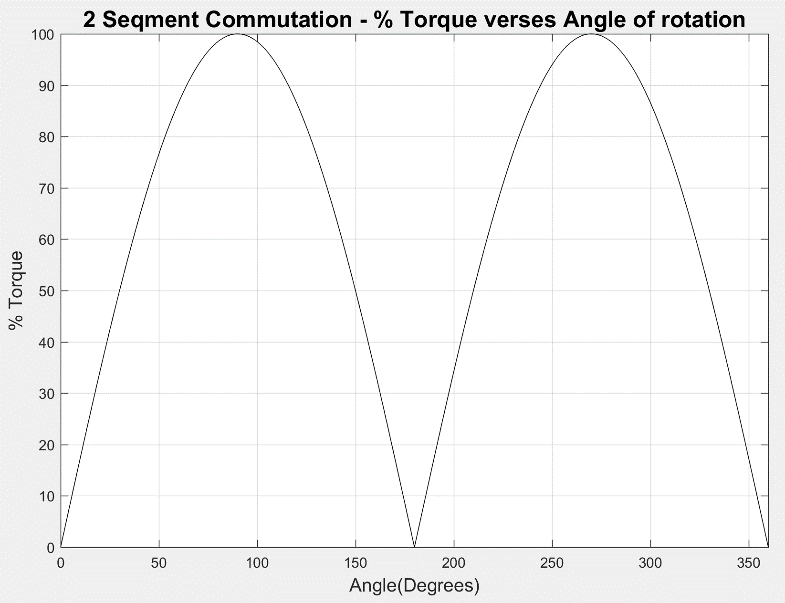 2 Seqment Commutation - % Torque verses Angle of rotation
100
90
80
70
60
50
40
30
20
10
0
% Torque
0 50 100 150 200 250 300 350
Angle(Degrees)